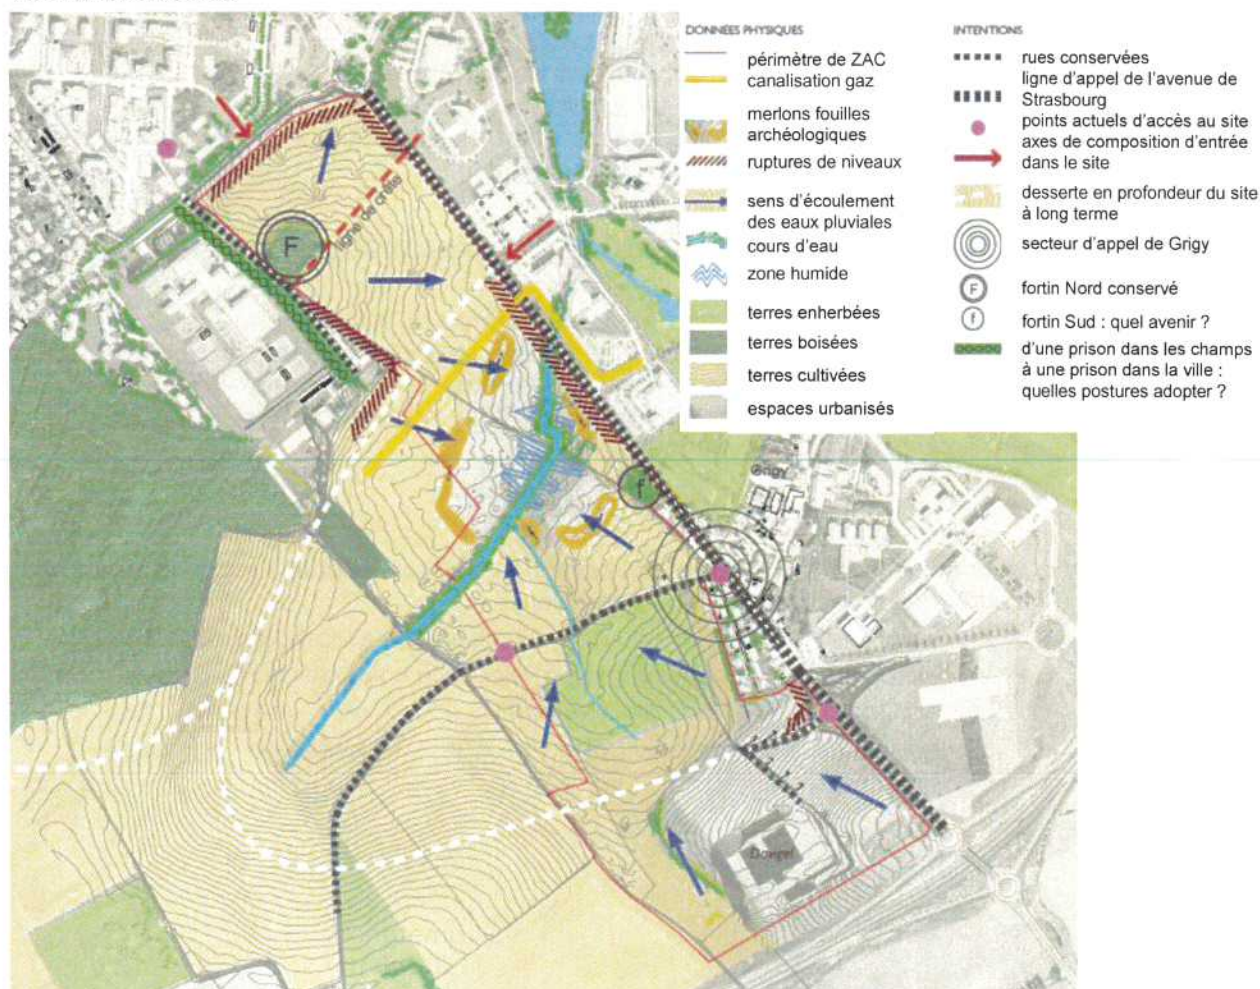 DONNÉES PHYSIQUES
périmètre de ZAC
canalisation gaz
merlons fouilles
archéologiques
ruptures de niveaux
sens d'écoulement
des eaux pluviales
cours d'eau
zone humide
terres enherbées
terres boisées
terres cultivées
espaces urbanisés
INTENTIONS
rues conservées
ligne d'appel de l'avenue de
Strasbourg
points actuels d'accès au site
axes de composition d'entrée
dans le site
desserte en profondeur du site
à long terme
secteur d'appel de Grigy
F
fortin Nord conservé
f
fortin Sud : quel avenir ?
d'une prison dans les champs
à une prison dans la ville :
quelles postures adopter ?
F
ligne de crête
f
Grigy